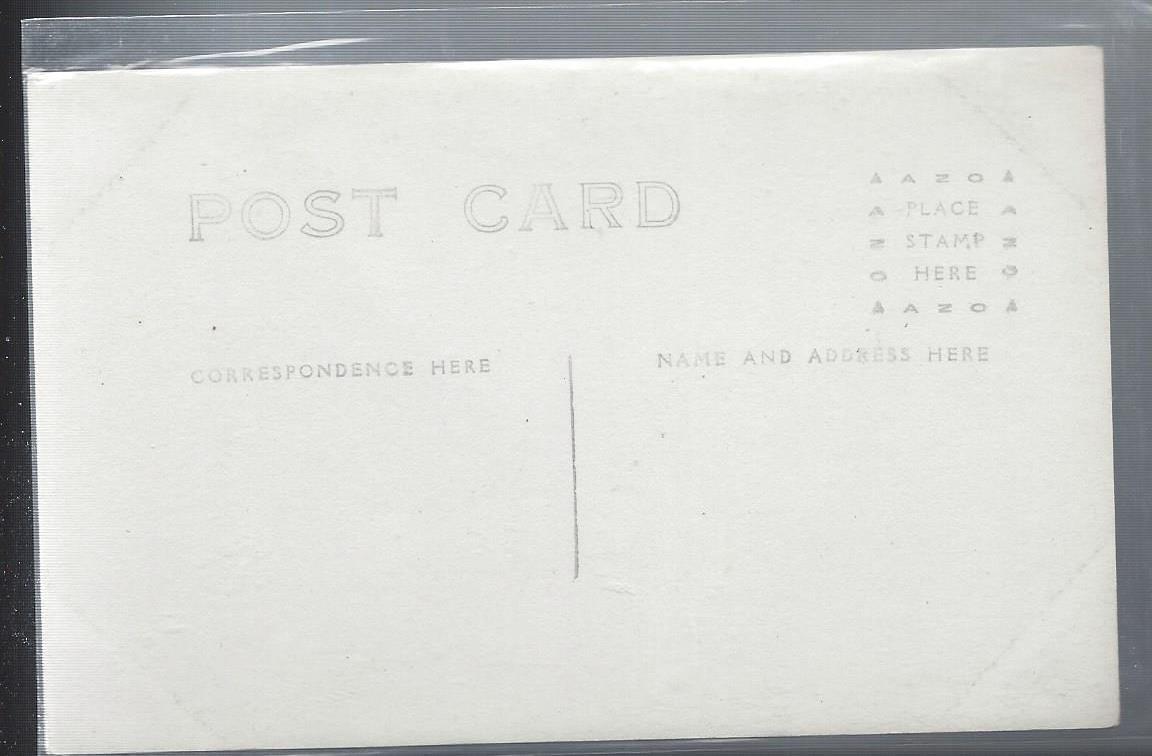 POST CARD
A Z O
A PLACE A
Z STAMP Z
O HERE O
A Z O
CORRESPONDENCE HERE
NAME AND ADDRESS HERE